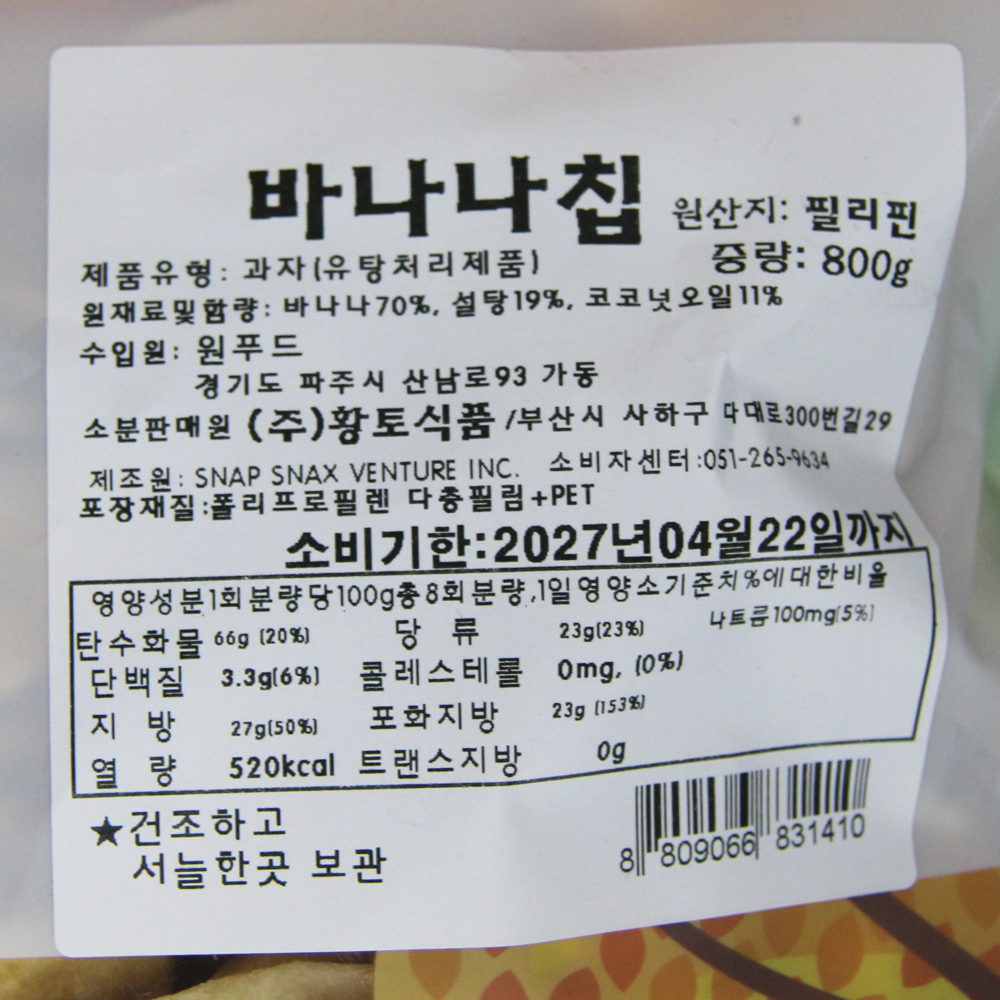 바나나칩
원산지: 필리핀
중량: 800g
제품유형: 과자(유탕처리제품)
원재료및함량: 바나나70%, 설탕19%, 코코넛오일11%
수입원: 원푸드
경기도 파주시 산남로93 가동
소분판매원 (주)황토식품 /부산시 사하구 다대로300번길29
제조원: SNAP SNAX VENTURE INC. 소비자센터:051-265-9634
포장재질:폴리프로필렌 다층필림+PET
소비기한:2027년04월22일까지
영양성분1회분량당100g총8회분량,1일영양소기준치%에대한비율
탄수화물 66g (20%) 당 류 23g(23%) 나트륨100mg(5%)
단백질 3.3g(6%) 콜레스테롤 0mg, (0%)
지 방 27g(50%) 포화지방 23g (153%)
열 량 520kcal 트랜스지방 0g
★건조하고
서늘한곳 보관
8 809066 831410